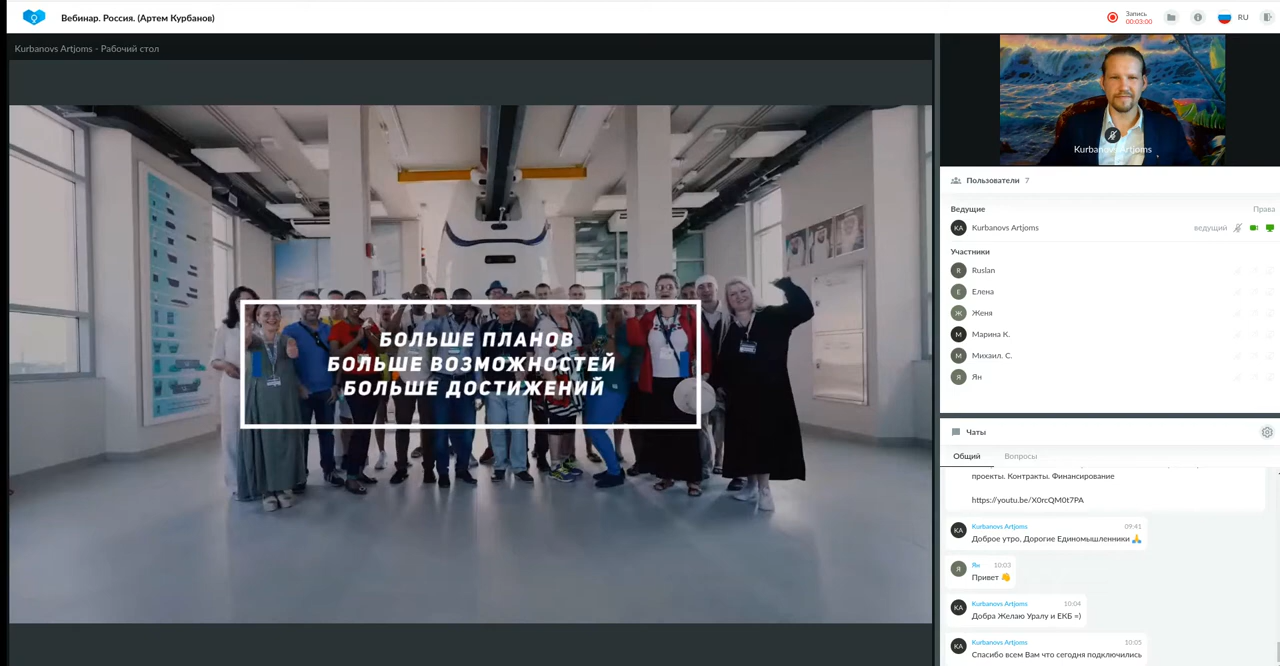 Вебинар. Россия. (Артем Курбанов)
Запись
00:03:00
RU
Kurbanovs Artjoms - Рабочий стол
БОЛЬШЕ ПЛАНОВ
БОЛЬШЕ ВОЗМОЖНОСТЕЙ
БОЛЬШЕ ДОСТИЖЕНИЙ
Kurbanovs Artjoms
Пользователи 7
Ведущие Права
KA Kurbanovs Artjoms ведущий
Участники
R Ruslan
Е Елена
Ж Женя
М Марина К.
М Михаил. С.
Я Ян
Чаты
Общий Вопросы
проекты. Контракты. Финансирование
https://youtu.be/X0rcQM0t7PA
KA Kurbanovs Artjoms 09:41
Доброе утро, Дорогие Единомышленники 🙏
Я Ян 10:03
Привет 👋
KA Kurbanovs Artjoms 10:04
Добра Желаю Уралу и ЕКБ =)
KA Kurbanovs Artjoms 10:05
Спасибо всем Вам что сегодня подключились